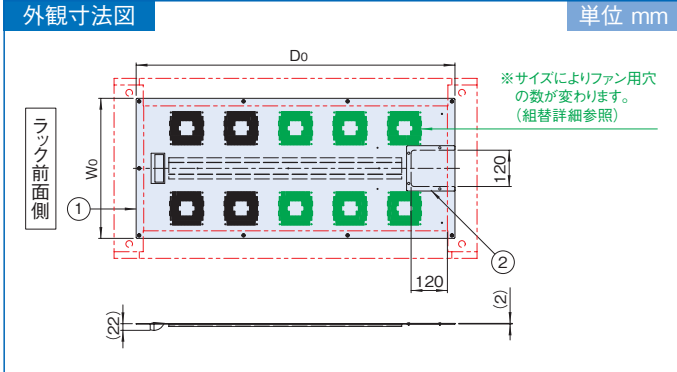 外観寸法図
単位 mm
D0
※サイズによりファン用穴
の数が変わります。
（組替詳細参照）
ラック前面側
W0
120
①
②
120
(22)
(2)